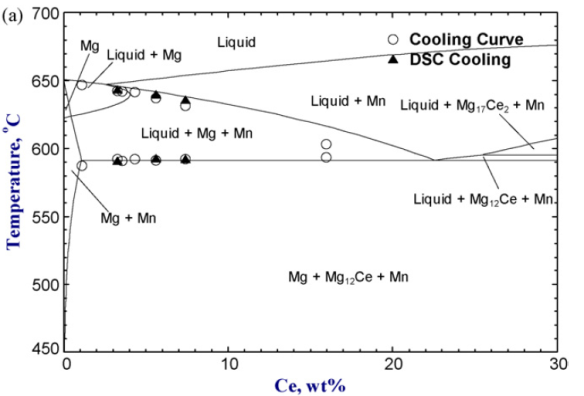 (a)
700
650
600
550
500
450
0
10
20
30
Temperature, °C
Ce, wt%
Mg
Liquid + Mg
Liquid
Cooling Curve
DSC Cooling
Liquid + Mn
Liquid + Mg₁₇Ce₂ + Mn
Liquid + Mg + Mn
Liquid + Mg₁₂Ce + Mn
Mg + Mn
Mg + Mg₁₂Ce + Mn